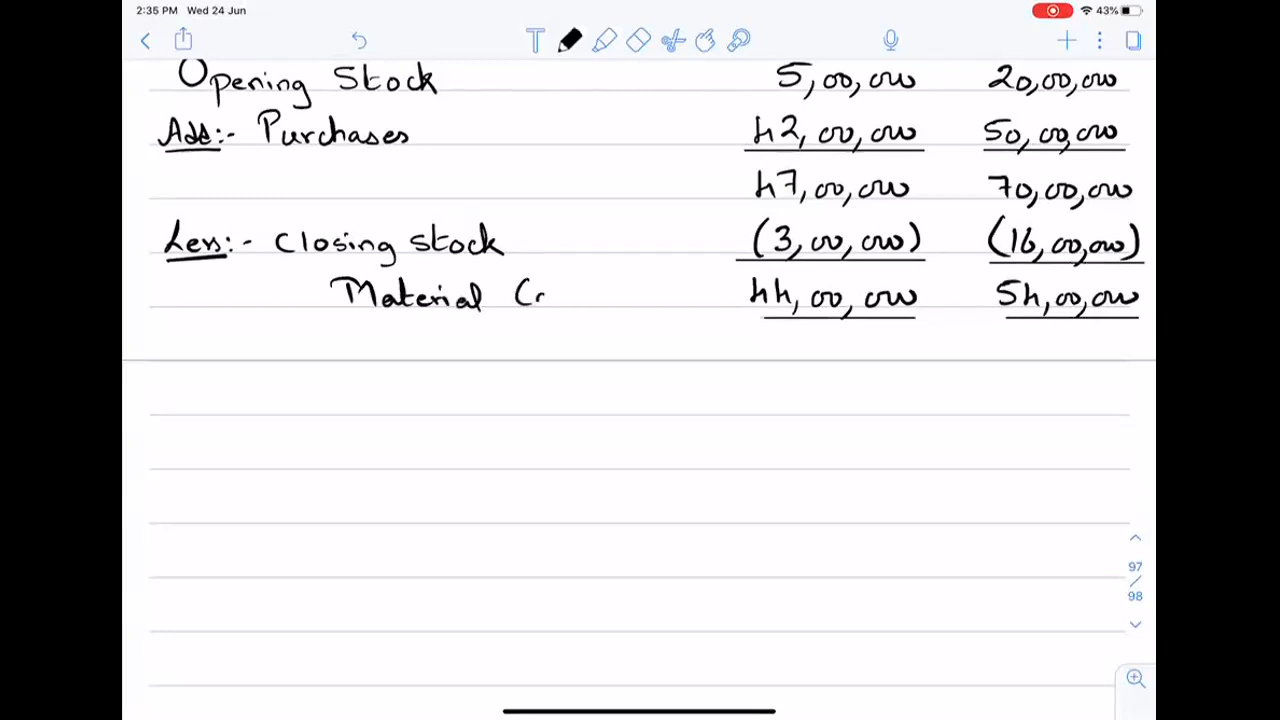 2:35 PM Wed 24 Jun 43%
Opening Stock 5,00,000 20,00,000
Add:- Purchases 42,00,000 50,00,000
47,00,000 70,00,000
Less:- Closing stock (3,00,000) (16,00,000)
Material C 44,00,000 54,00,000
97
/
98